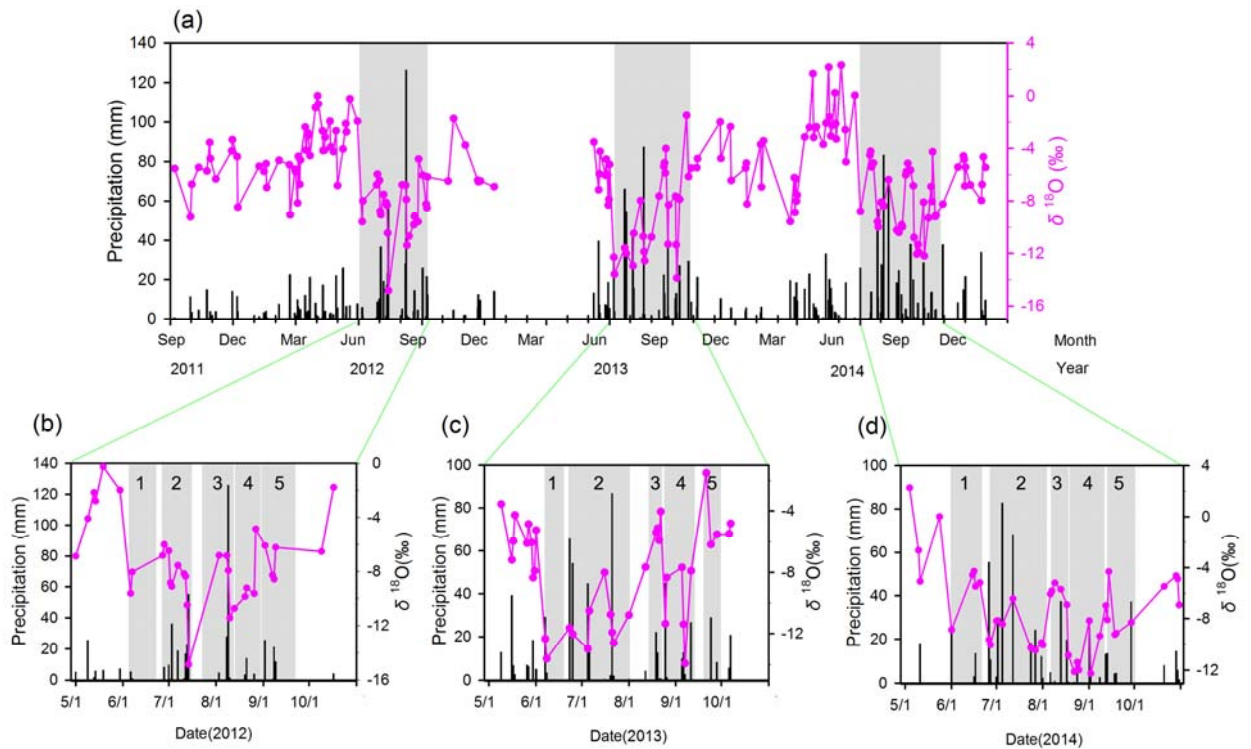 (a)
140 4
120 0
100
80 -4
60 -8
40 -12
20
0 -16
Precipitation (mm)
δ 18O (‰)
Sep Dec Mar Jun Sep Dec Mar Jun Sep Dec Mar Jun Sep Dec Month
2011 2012 2013 2014 Year
(b)
140 0
120
100 -4
80
60 -8
40 -12
20
0 -16
1 2 3 4 5
Precipitation (mm)
δ 18O(‰)
5/1 6/1 7/1 8/1 9/1 10/1
Date(2012)
(c)
100
80 -4
60
40 -8
20 -12
0
1 2 3 4 5
Precipitation (mm)
δ 18O(‰)
5/1 6/1 7/1 8/1 9/1 10/1
Date(2013)
(d)
100 4
80 0
60
40 -4
20 -8
0 -12
1 2 3 4 5
Precipitation (mm)
δ 18O(‰)
5/1 6/1 7/1 8/1 9/1 10/1
Date(2014)